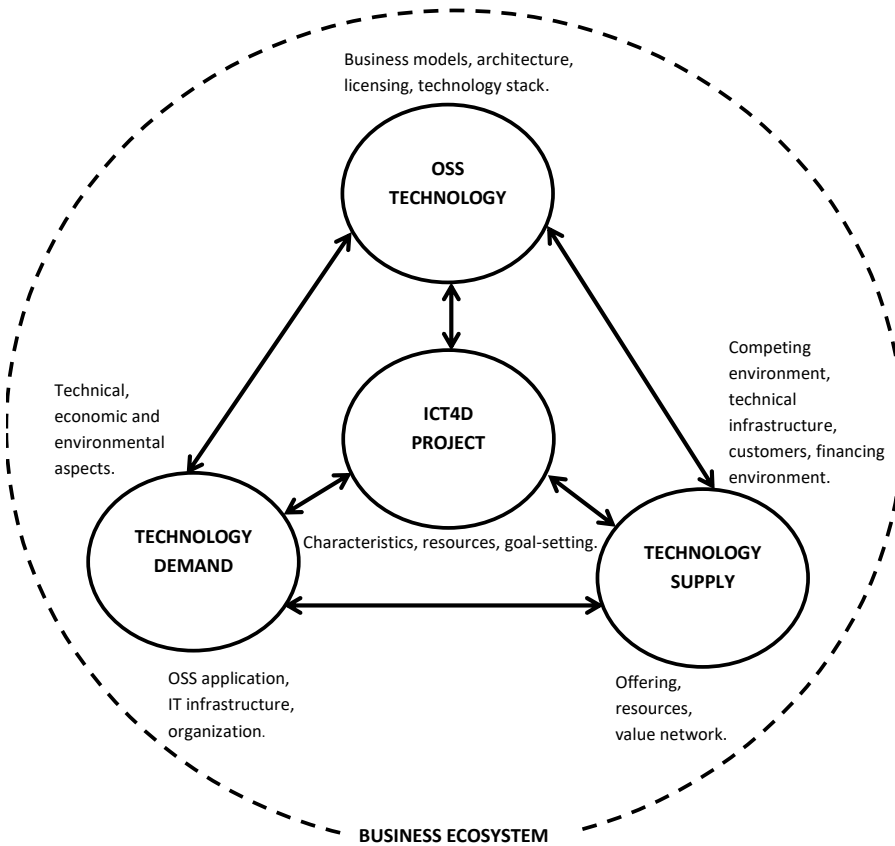 Business models, architecture,
licensing, technology stack.
OSS
TECHNOLOGY
Competing
environment,
technical
infrastructure,
customers, financing
environment.
Technical,
economic and
environmental
aspects.
ICT4D
PROJECT
TECHNOLOGY
DEMAND
Characteristics, resources, goal-setting.
TECHNOLOGY
SUPPLY
OSS application,
IT infrastructure,
organization.
Offering,
resources,
value network.
BUSINESS ECOSYSTEM